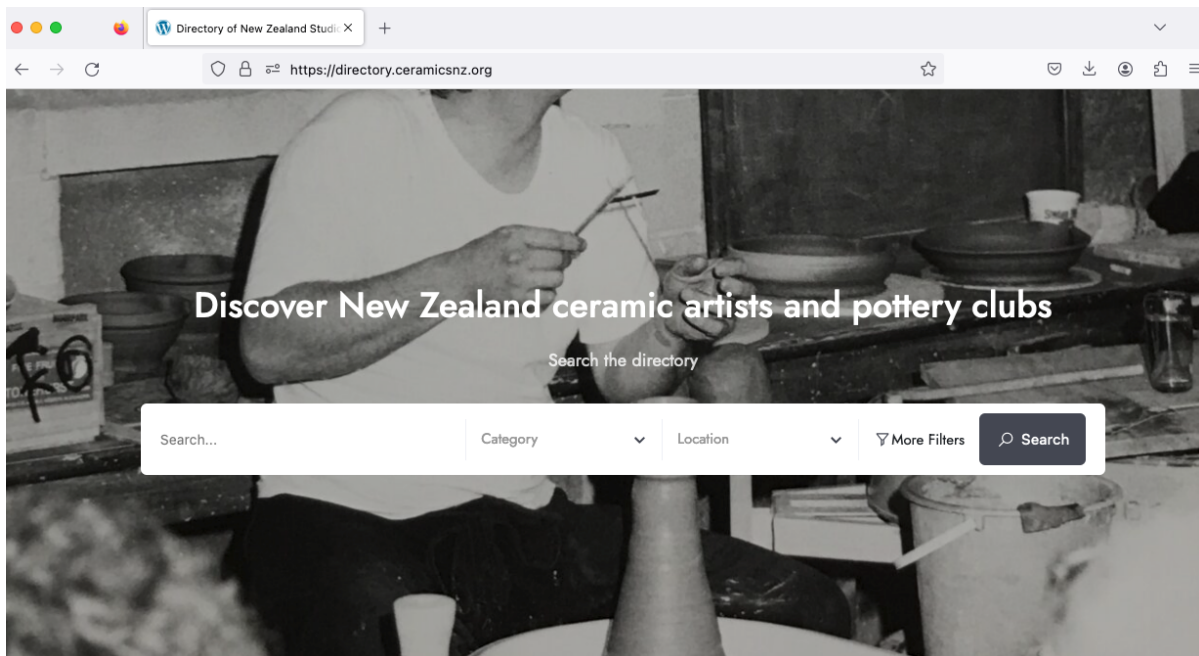 Directory of New Zealand Studio
https://directory.ceramicsnz.org
Discover New Zealand ceramic artists and pottery clubs
Search the directory
Search...
Category
Location
More Filters
Search